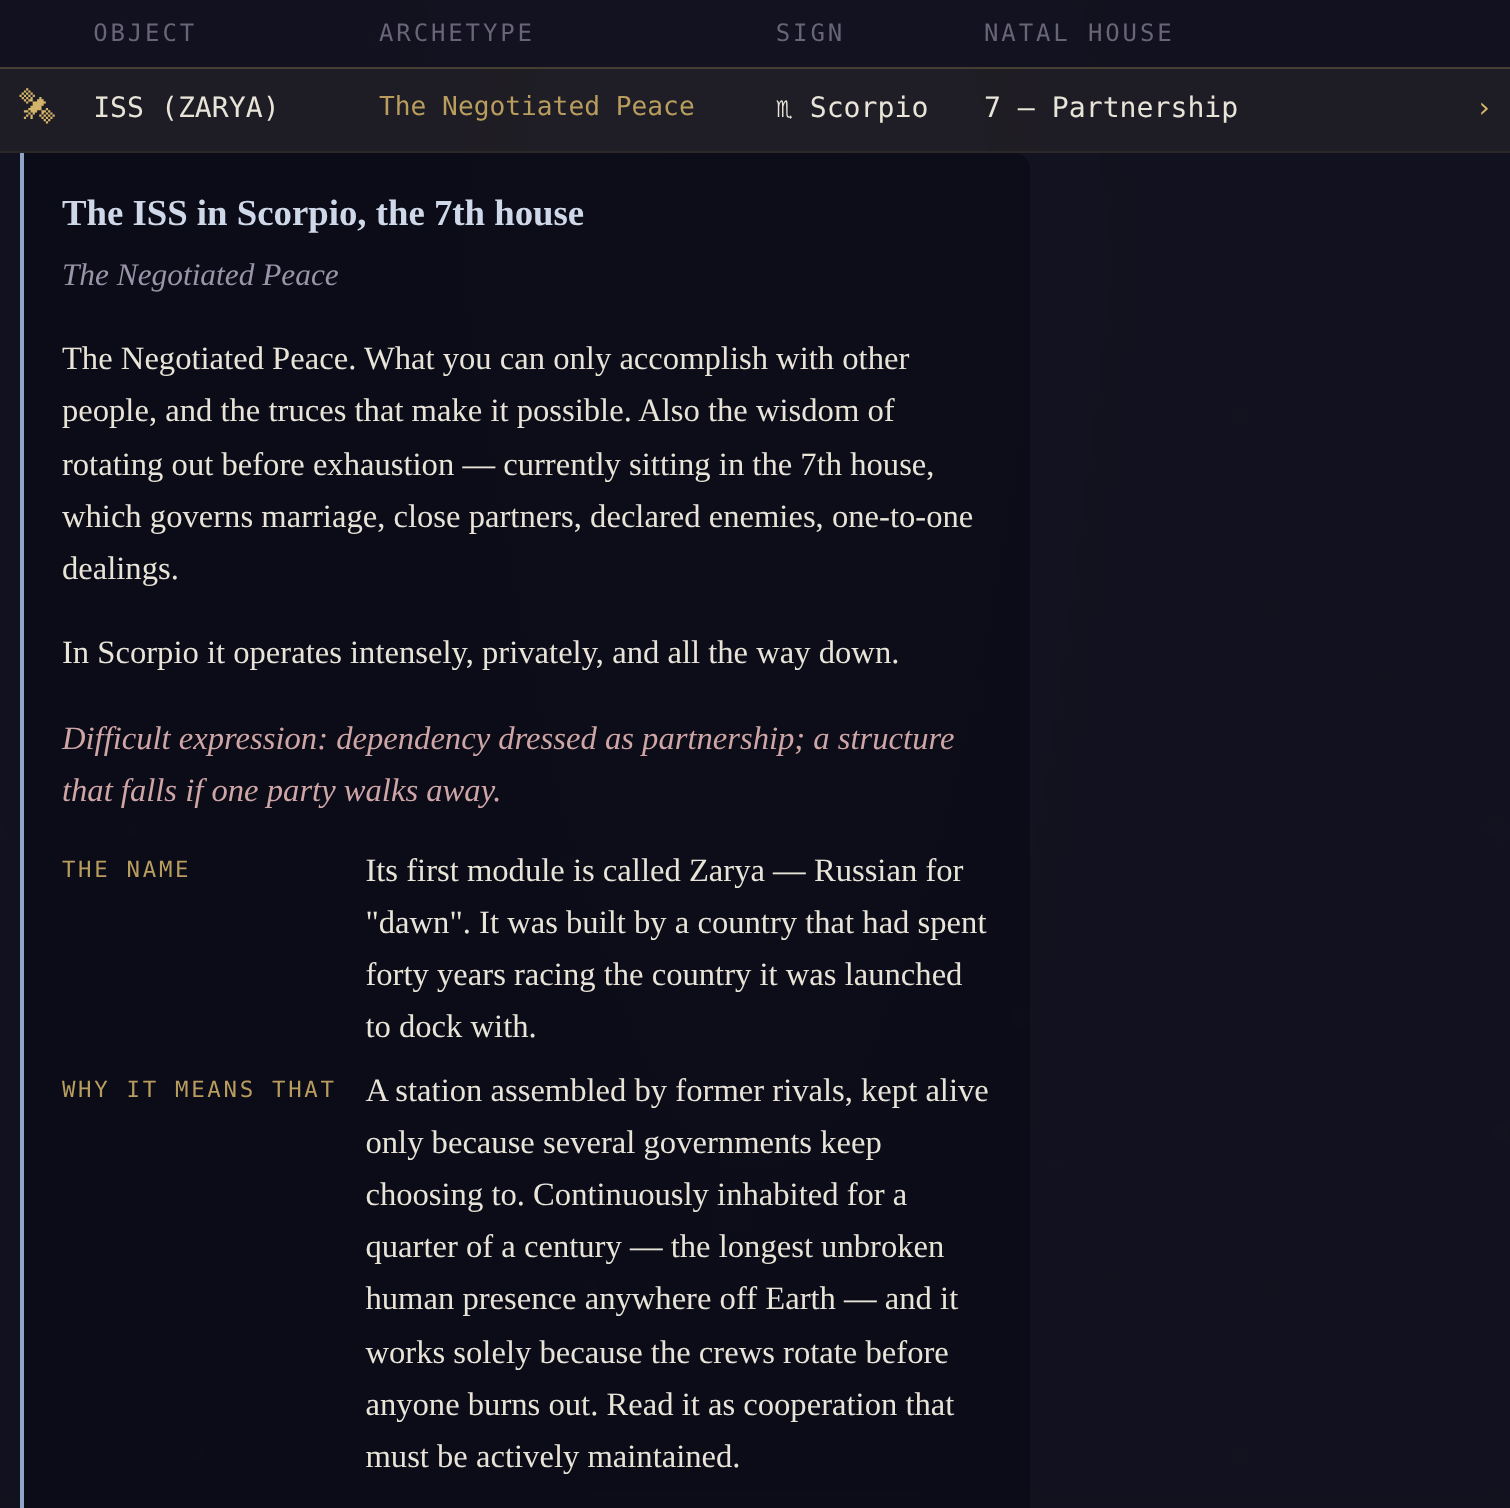 OBJECT ARCHETYPE SIGN NATAL HOUSE
ISS (ZARYA) The Negotiated Peace ♏ Scorpio 7 — Partnership ›
The ISS in Scorpio, the 7th house
The Negotiated Peace
The Negotiated Peace. What you can only accomplish with other
people, and the truces that make it possible. Also the wisdom of
rotating out before exhaustion — currently sitting in the 7th house,
which governs marriage, close partners, declared enemies, one-to-one
dealings.
In Scorpio it operates intensely, privately, and all the way down.
Difficult expression: dependency dressed as partnership; a structure
that falls if one party walks away.
THE NAME Its first module is called Zarya — Russian for
"dawn". It was built by a country that had spent
forty years racing the country it was launched
to dock with.
WHY IT MEANS THAT A station assembled by former rivals, kept alive
only because several governments keep
choosing to. Continuously inhabited for a
quarter of a century — the longest unbroken
human presence anywhere off Earth — and it
works solely because the crews rotate before
anyone burns out. Read it as cooperation that
must be actively maintained.